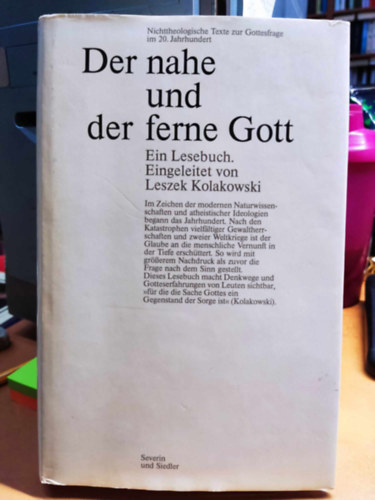 Nichttheologische Texte zur Gottesfrage
im 20. Jahrhundert
Der nahe
und
der ferne Gott
Ein Lesebuch.
Eingeleitet von
Leszek Kolakowski
Im Zeichen der modernen Naturwissen-
schaften und atheistischer Ideologien
begann das Jahrhundert. Nach den
Katastrophen vielfältiger Gewaltherr-
schaften und zweier Weltkriege ist der
Glaube an die menschliche Vernunft in
der Tiefe erschüttert. So wird mit
größerem Nachdruck als zuvor die
Frage nach dem Sinn gestellt.
Dieses Lesebuch macht Denkwege und
Gotteserfahrungen von Leuten sichtbar,
»für die die Sache Gottes ein
Gegenstand der Sorge ist« (Kolakowski).
Severin
und Siedler